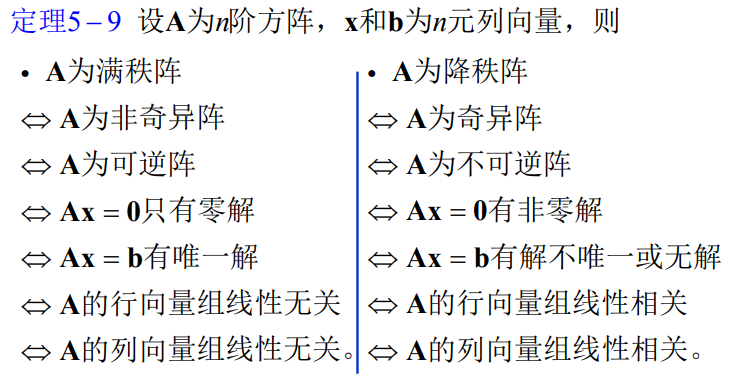 定理5-9 设A为n阶方阵，x和b为n元列向量，则
• A为满秩阵
⇔ A为非奇异阵
⇔ A为可逆阵
⇔ Ax = 0只有零解
⇔ Ax = b有唯一解
⇔ A的行向量组线性无关
⇔ A的列向量组线性无关。
• A为降秩阵
⇔ A为奇异阵
⇔ A为不可逆阵
⇔ Ax = 0有非零解
⇔ Ax = b有解不唯一或无解
⇔ A的行向量组线性相关
⇔ A的列向量组线性相关。